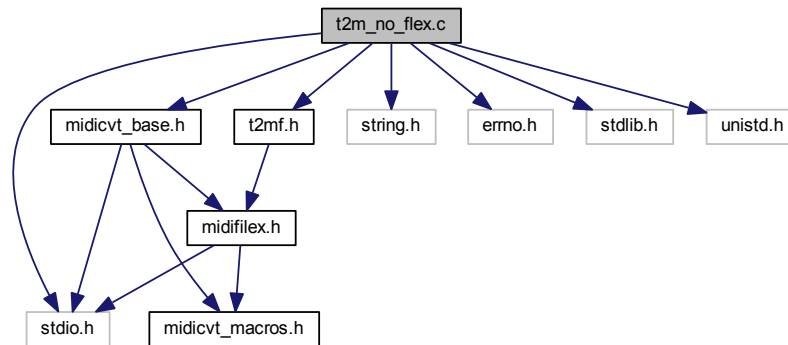 t2m_no_flex.c
midicvt_base.h
t2mf.h
string.h
errno.h
stdlib.h
unistd.h
midifilex.h
stdio.h
midicvt_macros.h